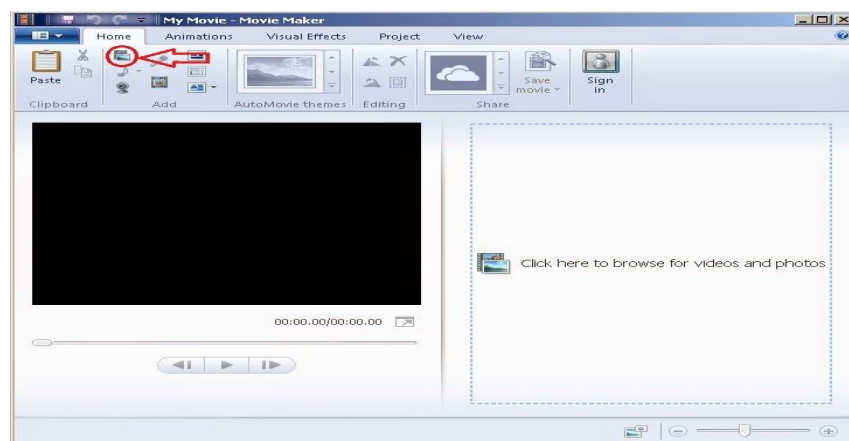 My Movie - Movie Maker
Home Animations Visual Effects Project View
Paste
Save movie
Sign in
Clipboard Add AutoMovie themes Editing Share
Click here to browse for videos and photos
00:00.00/00:00.00